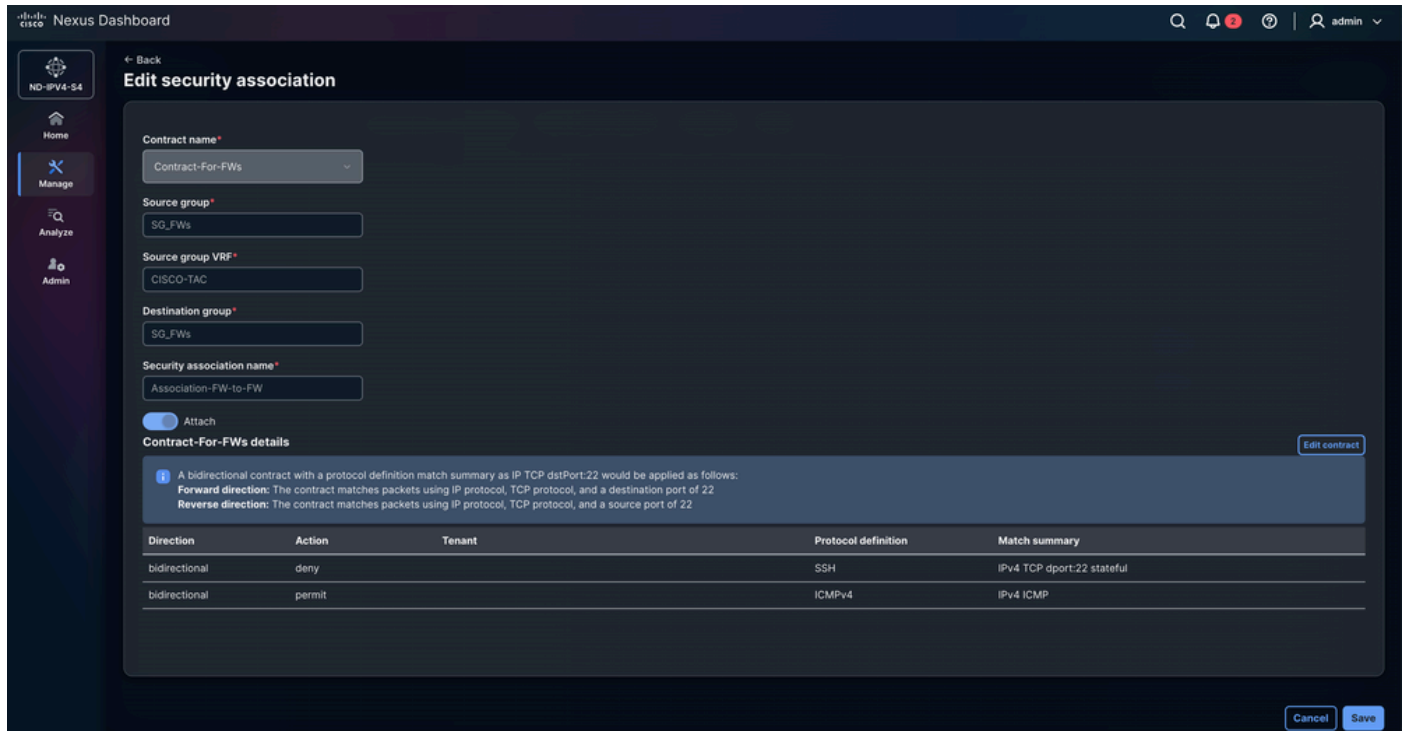 cisco Nexus Dashboard
2
admin
ND-IPV4-S4
Home
Manage
Analyze
Admin
← Back
Edit security association
Contract name*
Contract-For-FWs
Source group*
SG_FWs
Source group VRF*
CISCO-TAC
Destination group*
SG_FWs
Security association name*
Association-FW-to-FW
Attach
Contract-For-FWs details
Edit contract
A bidirectional contract with a protocol definition match summary as IP TCP dstPort:22 would be applied as follows:
Forward direction: The contract matches packets using IP protocol, TCP protocol, and a destination port of 22
Reverse direction: The contract matches packets using IP protocol, TCP protocol, and a source port of 22
Direction Action Tenant Protocol definition Match summary
bidirectional deny SSH IPv4 TCP dport:22 stateful
bidirectional permit ICMPv4 IPv4 ICMP
Cancel Save